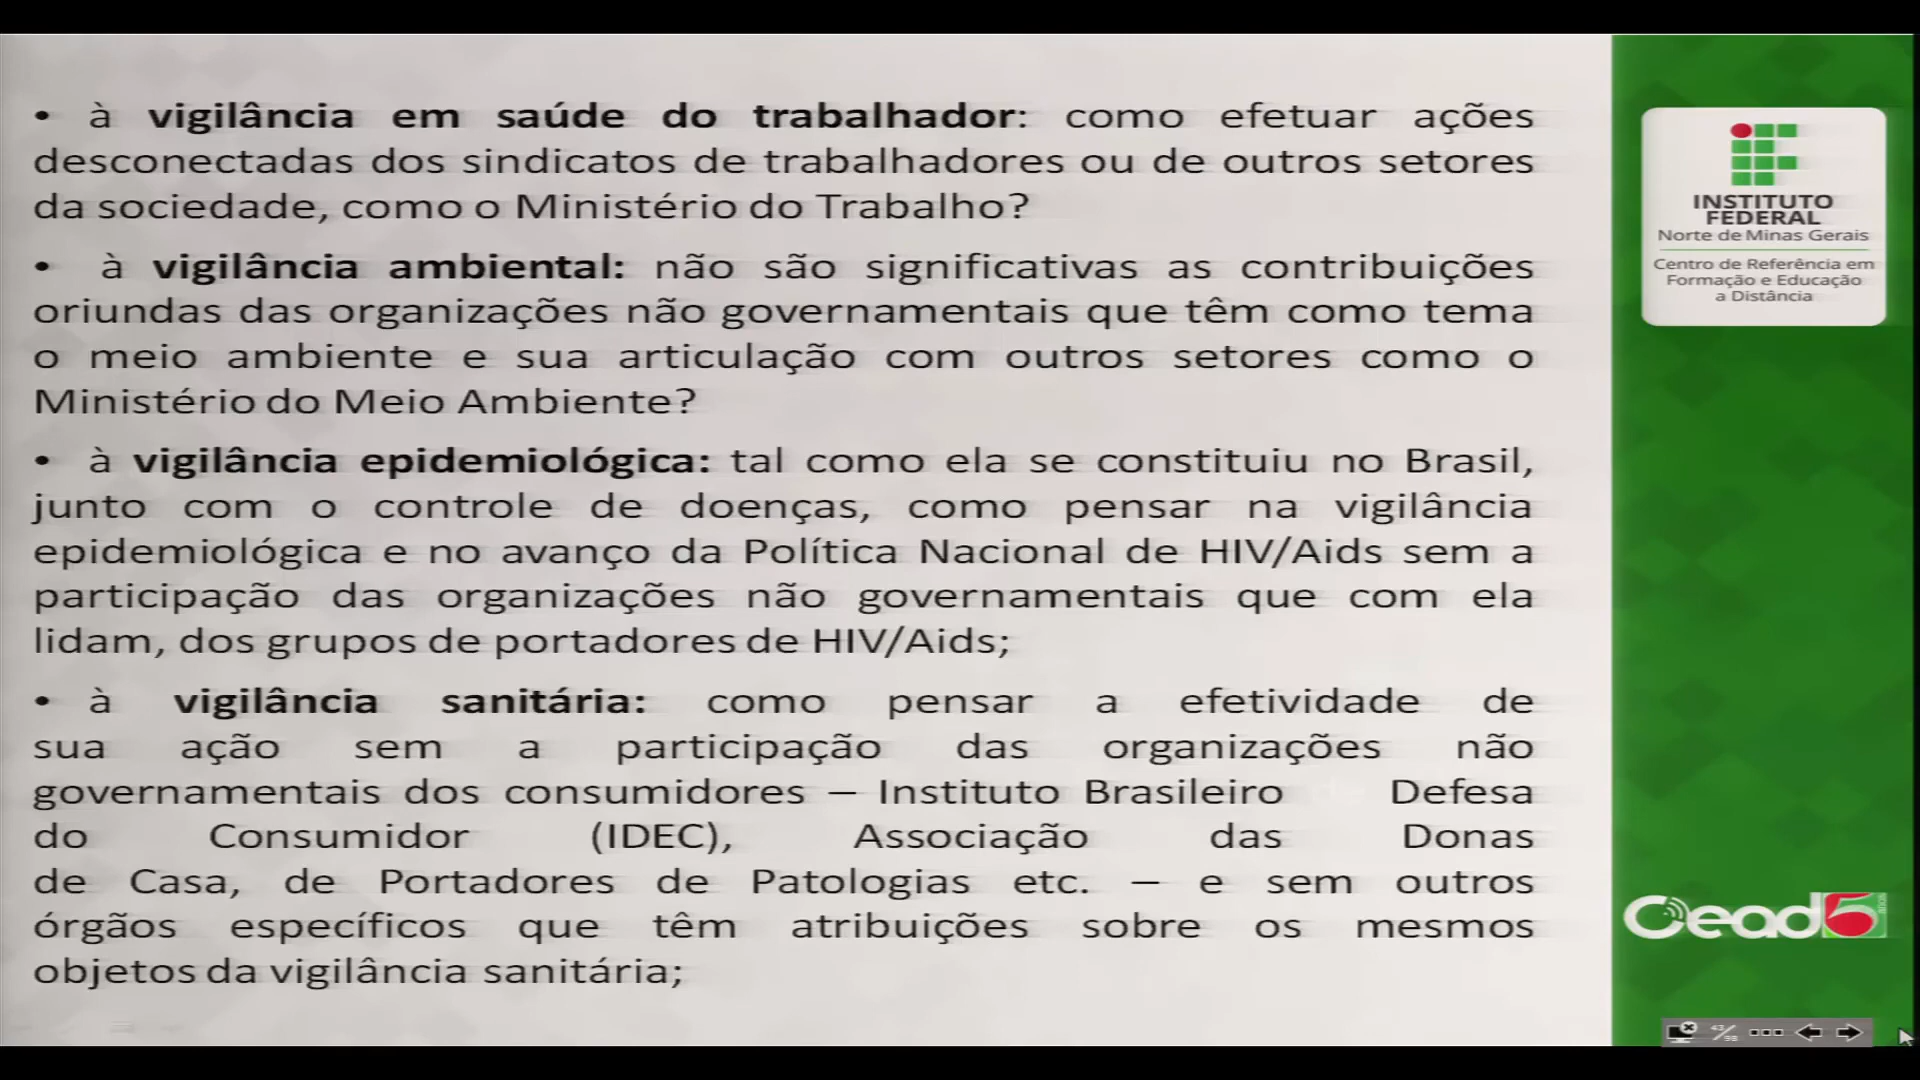 • à vigilância em saúde do trabalhador: como efetuar ações
desconectadas dos sindicatos de trabalhadores ou de outros setores
da sociedade, como o Ministério do Trabalho?
• à vigilância ambiental: não são significativas as contribuições
oriundas das organizações não governamentais que têm como tema
o meio ambiente e sua articulação com outros setores como o
Ministério do Meio Ambiente?
• à vigilância epidemiológica: tal como ela se constituiu no Brasil,
junto com o controle de doenças, como pensar na vigilância
epidemiológica e no avanço da Política Nacional de HIV/Aids sem a
participação das organizações não governamentais que com ela
lidam, dos grupos de portadores de HIV/Aids;
• à vigilância sanitária: como pensar a efetividade de
sua ação sem a participação das organizações não
governamentais dos consumidores – Instituto Brasileiro Defesa
do Consumidor (IDEC), Associação das Donas
de Casa, de Portadores de Patologias etc. – e sem outros
órgãos específicos que têm atribuições sobre os mesmos
objetos da vigilância sanitária;
INSTITUTO
FEDERAL
Norte de Minas Gerais
Centro de Referência em
Formação e Educação
a Distância
Cead 5
43/98